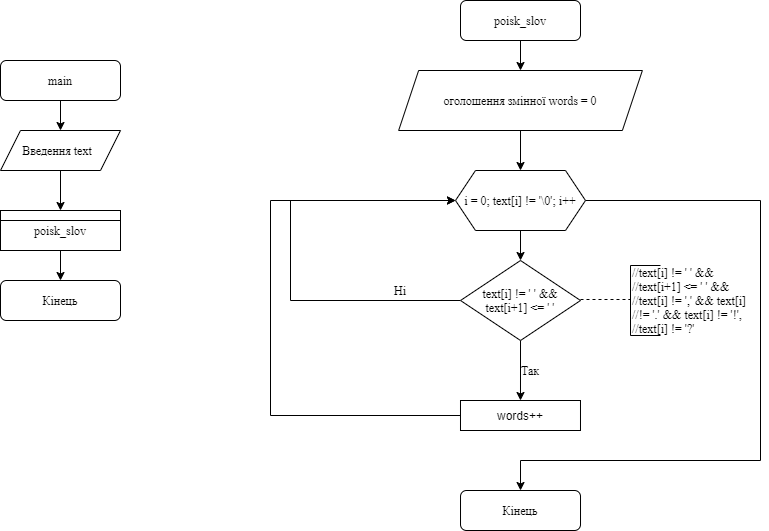 main
Введення text
poisk_slov
Кінець
poisk_slov
оголошення змінної words = 0
i = 0; text[i] != '\0'; i++
text[i] != ' ' &&
text[i+1] <= ' '
Ні
//text[i] != ' ' &&
//text[i+1] <= ' ' &&
//text[i] != ',' && text[i]
//!= '.' && text[i] != '!',
//text[i] != '?'
Так
words++
Кінець